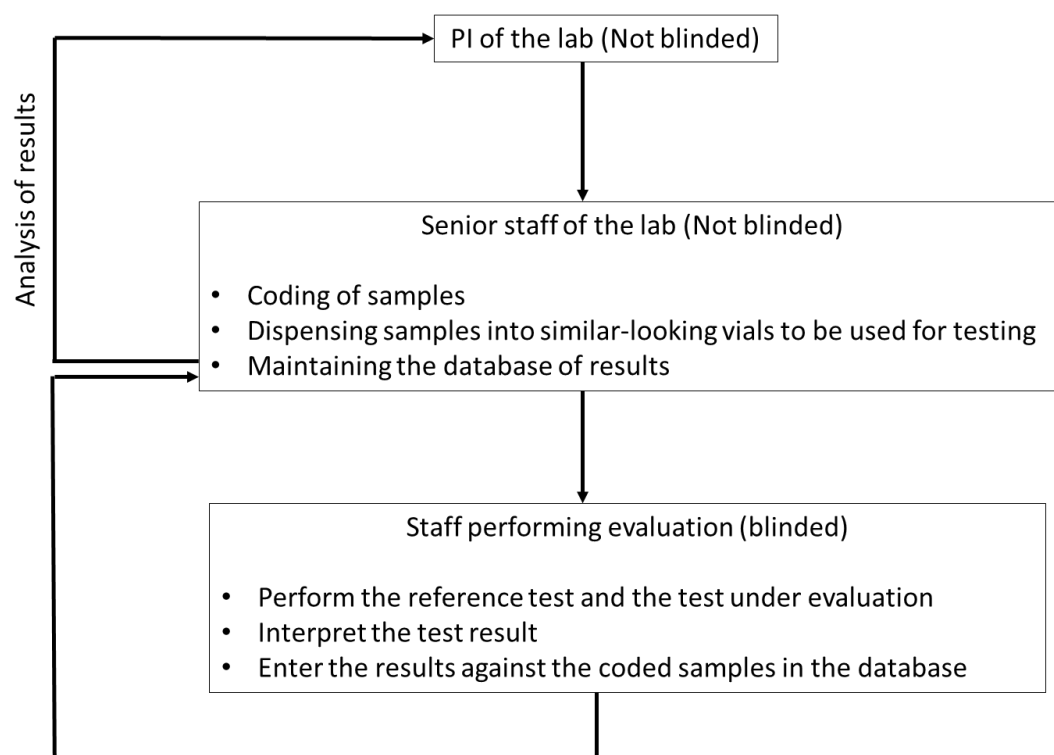 PI of the lab (Not blinded)
Analysis of results
Senior staff of the lab (Not blinded)
• Coding of samples
• Dispensing samples into similar-looking vials to be used for testing
• Maintaining the database of results
Staff performing evaluation (blinded)
• Perform the reference test and the test under evaluation
• Interpret the test result
• Enter the results against the coded samples in the database